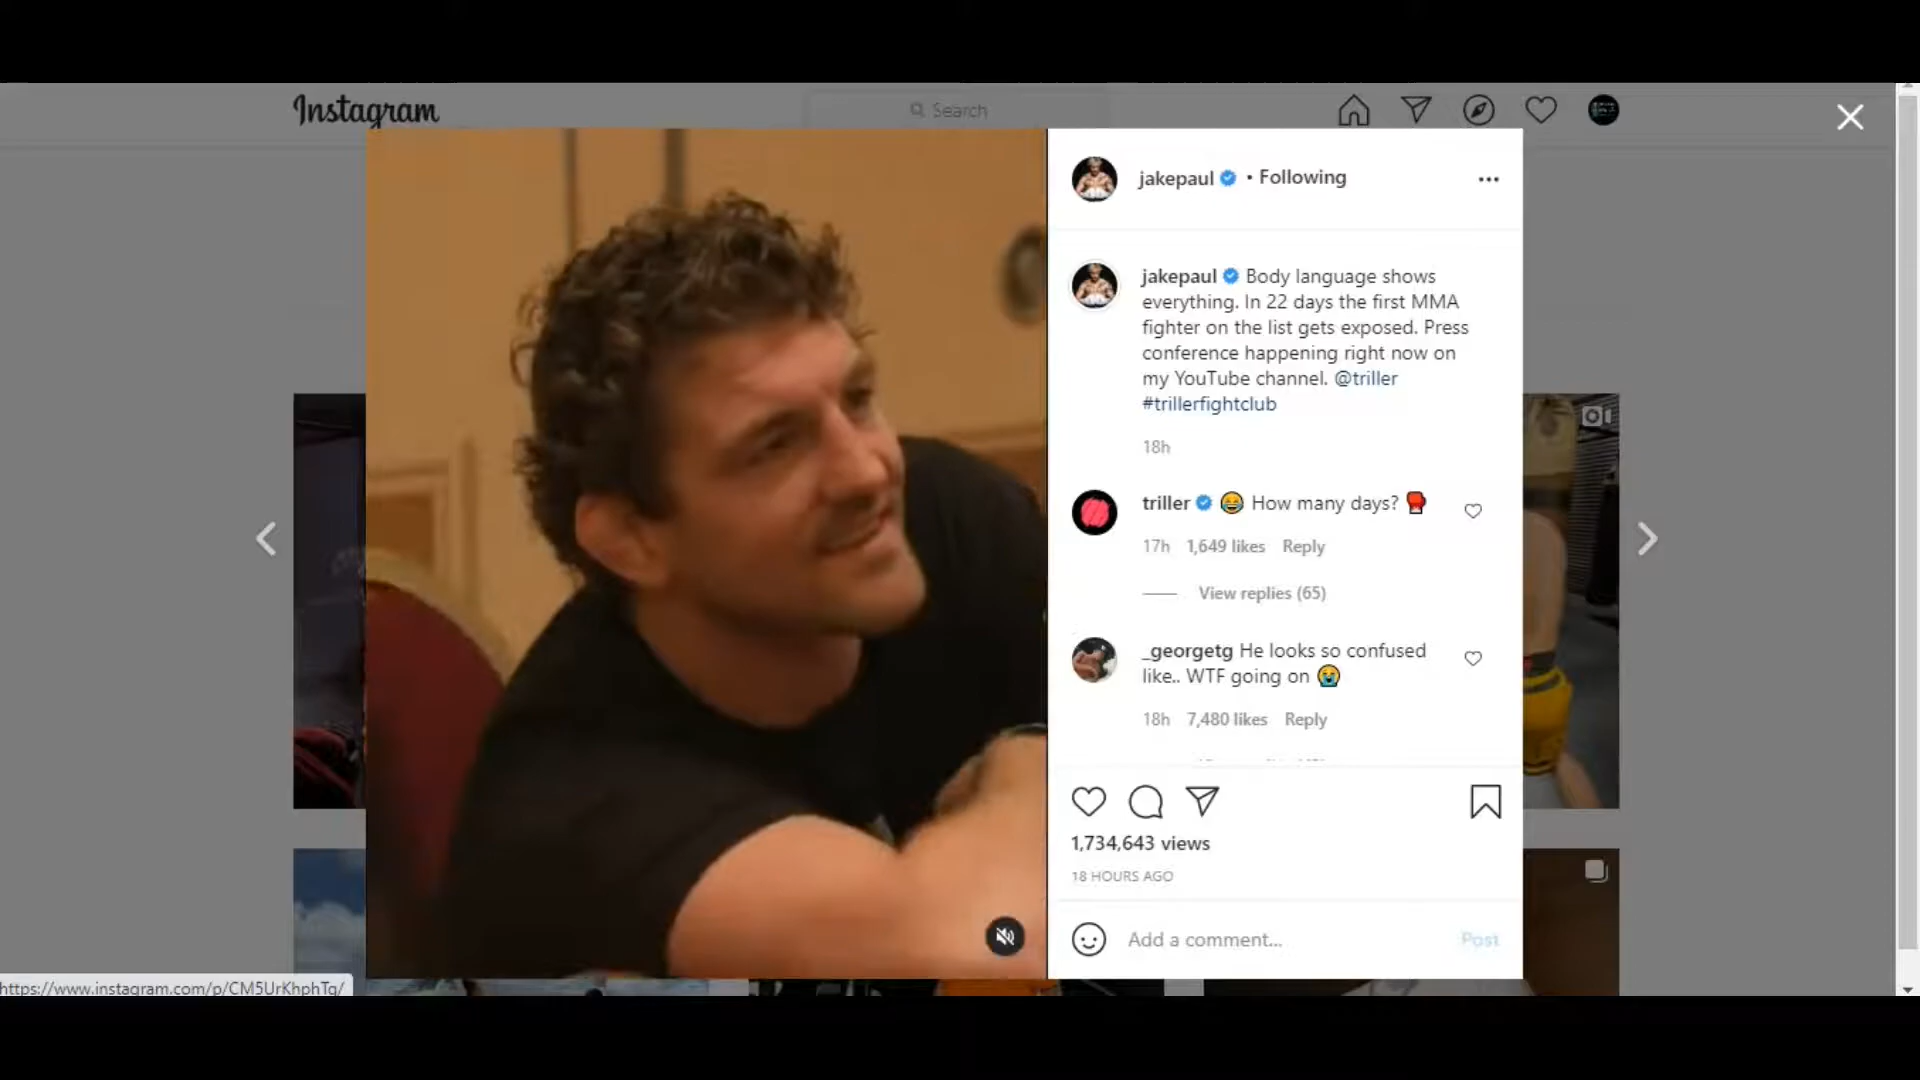 Instagram
Search
jakepaul • Following
jakepaul Body language shows
everything. In 22 days the first MMA
fighter on the list gets exposed. Press
conference happening right now on
my YouTube channel. @triller
#trillerfightclub
18h
triller 😂 How many days? 🥊
17h 1,649 likes Reply
View replies (65)
_georgetg He looks so confused
like.. WTF going on 😭
18h 7,480 likes Reply
1,734,643 views
18 HOURS AGO
Add a comment... Post
https://www.instagram.com/p/CM5UrKhphTq/